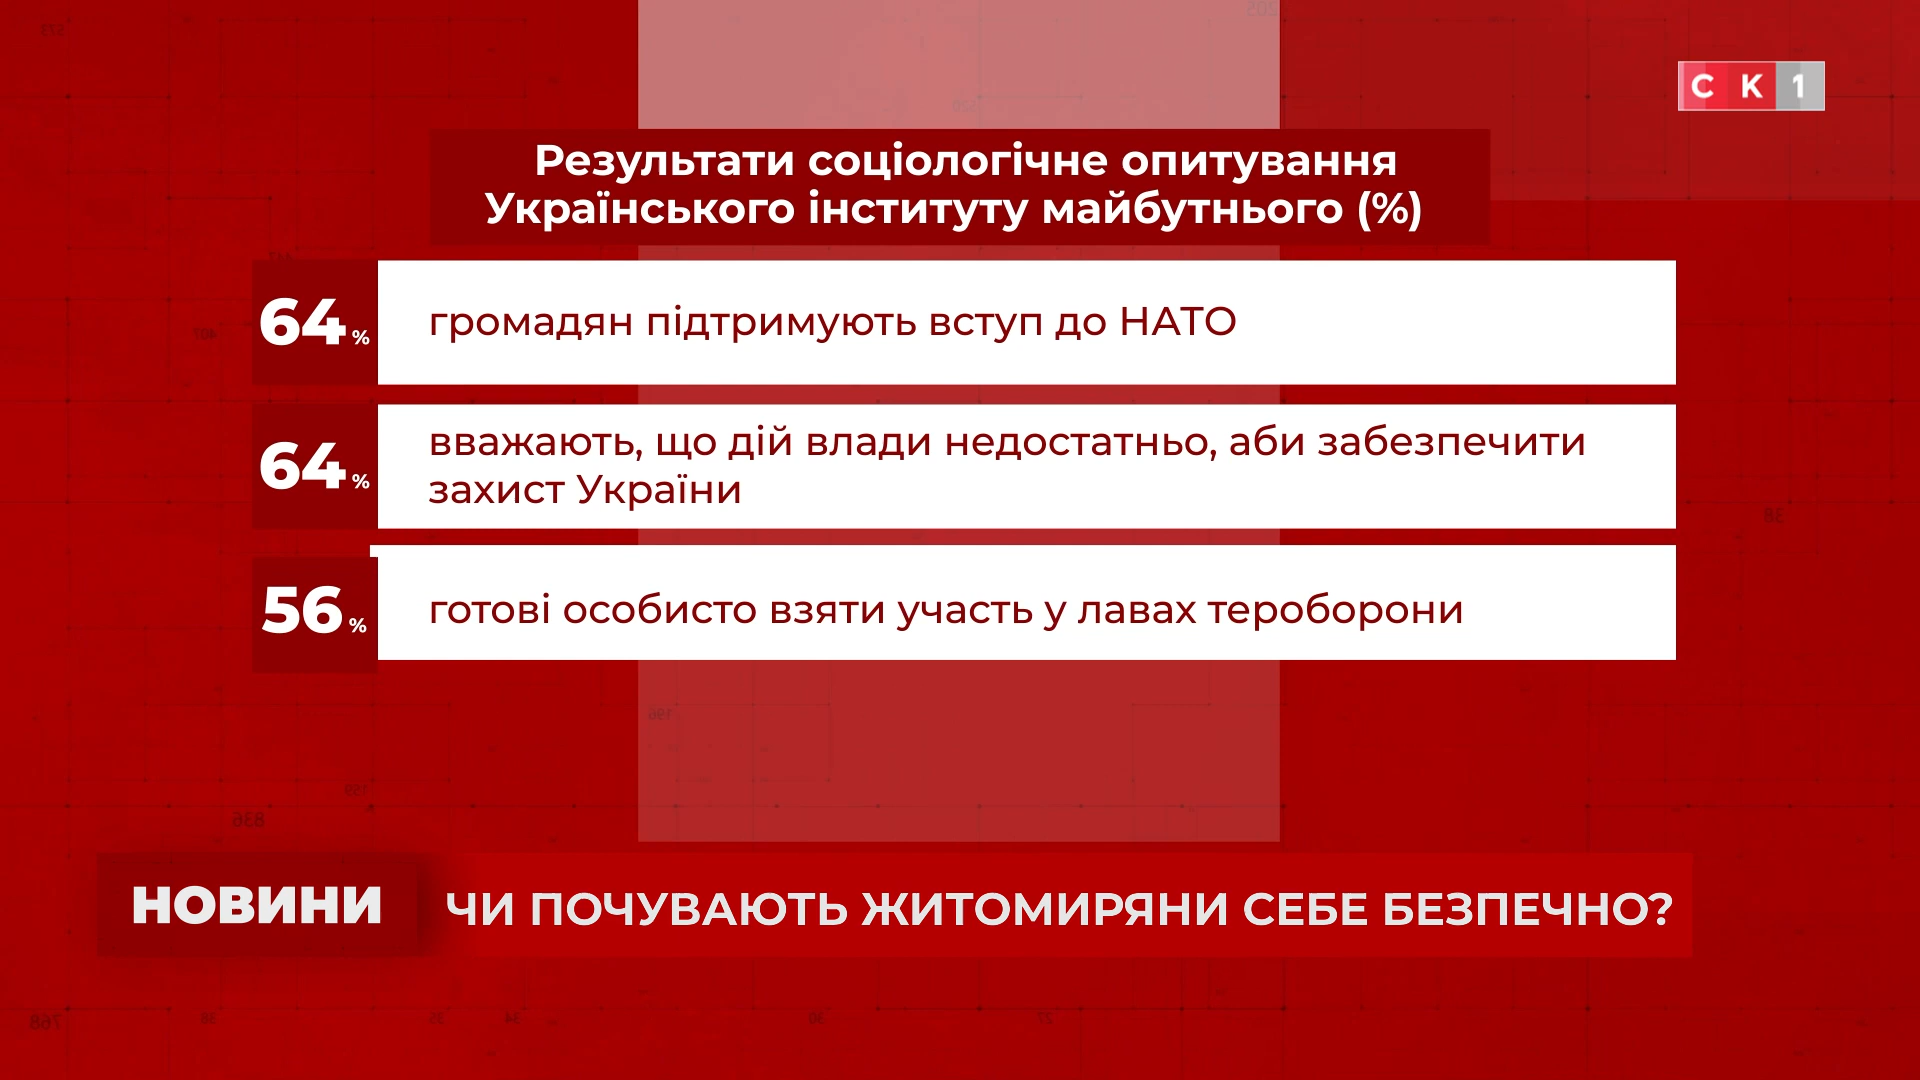 СК1
Результати соціологічне опитування
Українського інституту майбутнього (%)
64% громадян підтримують вступ до НАТО
64% вважають, що дій влади недостатньо, аби забезпечити
захист України
56% готові особисто взяти участь у лавах тероборони
НОВИНИ ЧИ ПОЧУВАЮТЬ ЖИТОМИРЯНИ СЕБЕ БЕЗПЕЧНО?